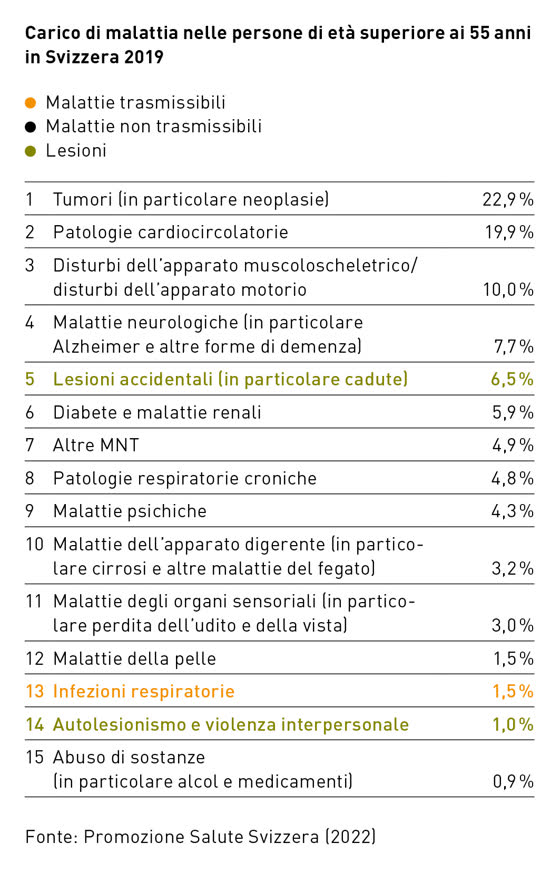 Carico di malattia nelle persone di età superiore ai 55 anni
in Svizzera 2019
Malattie trasmissibili
Malattie non trasmissibili
Lesioni
1 Tumori (in particolare neoplasie) 22,9 %
2 Patologie cardiocircolatorie 19,9 %
3 Disturbi dell'apparato muscoloscheletrico/
disturbi dell'apparato motorio 10,0 %
4 Malattie neurologiche (in particolare
Alzheimer e altre forme di demenza) 7,7 %
5 Lesioni accidentali (in particolare cadute) 6,5 %
6 Diabete e malattie renali 5,9 %
7 Altre MNT 4,9 %
8 Patologie respiratorie croniche 4,8 %
9 Malattie psichiche 4,3 %
10 Malattie dell'apparato digerente (in partico-
lare cirrosi e altre malattie del fegato) 3,2 %
11 Malattie degli organi sensoriali (in partico-
lare perdita dell'udito e della vista) 3,0 %
12 Malattie della pelle 1,5 %
13 Infezioni respiratorie 1,5 %
14 Autolesionismo e violenza interpersonale 1,0 %
15 Abuso di sostanze
(in particolare alcol e medicamenti) 0,9 %
Fonte: Promozione Salute Svizzera (2022)